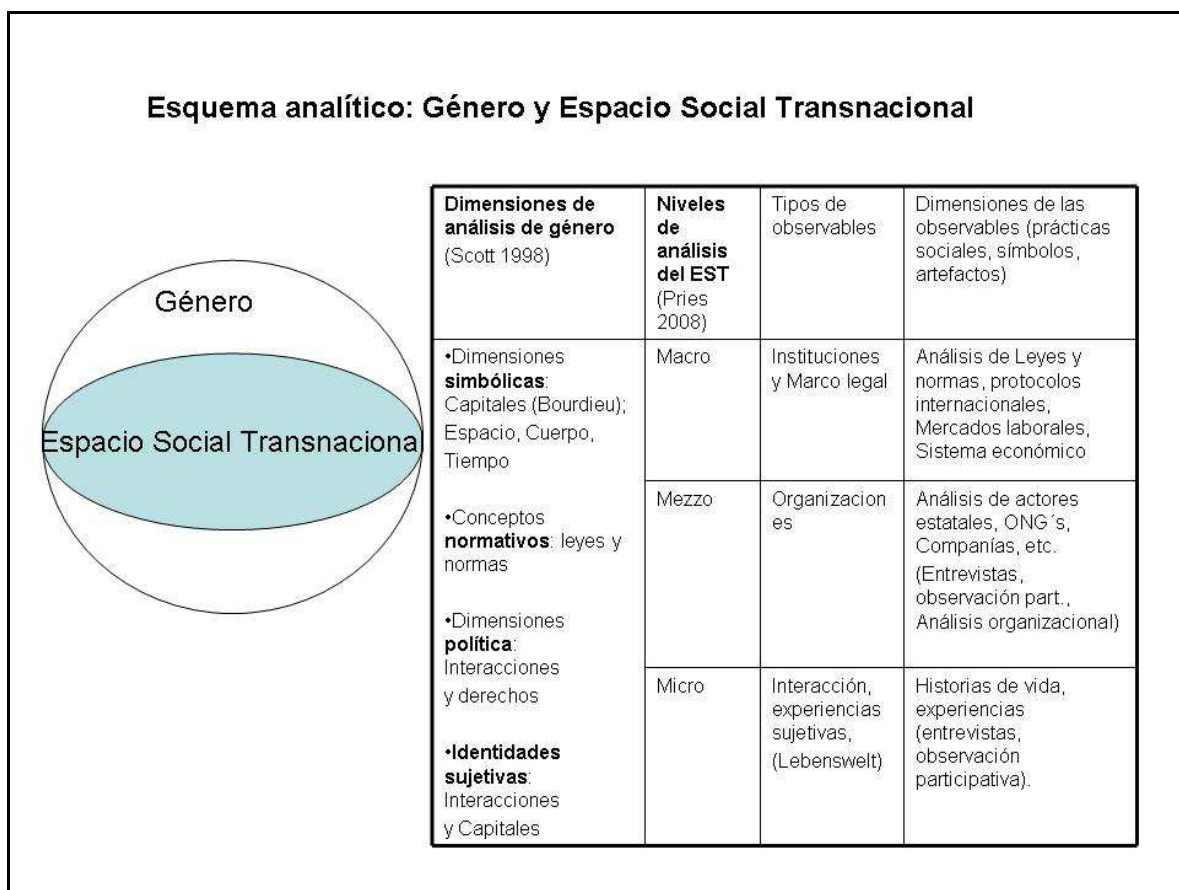 Esquema analítico: Género y Espacio Social Transnacional
Género
Espacio Social Transnacional
Dimensiones de
análisis de género
(Scott 1998)
Niveles
de
análisis
del EST
(Pries
2008)
Tipos de
observables
Dimensiones de las
observables (prácticas
sociales, símbolos,
artefactos)
•Dimensiones
simbólicas:
Capitales (Bourdieu);
Espacio, Cuerpo,
Tiempo
•Conceptos
normativos: leyes y
normas
•Dimensiones
política:
Interacciones
y derechos
•Identidades
sujetivas:
Interacciones
y Capitales
Macro
Instituciones
y Marco legal
Análisis de Leyes y
normas, protocolos
internacionales,
Mercados laborales,
Sistema económico
Mezzo
Organizacion
es
Análisis de actores
estatales, ONG´s,
Compañías, etc.
(Entrevistas,
observación part.,
Análisis organizacional)
Micro
Interacción,
experiencias
sujetivas,
(Lebenswelt)
Historias de vida,
experiencias
(entrevistas,
observación
participativa).